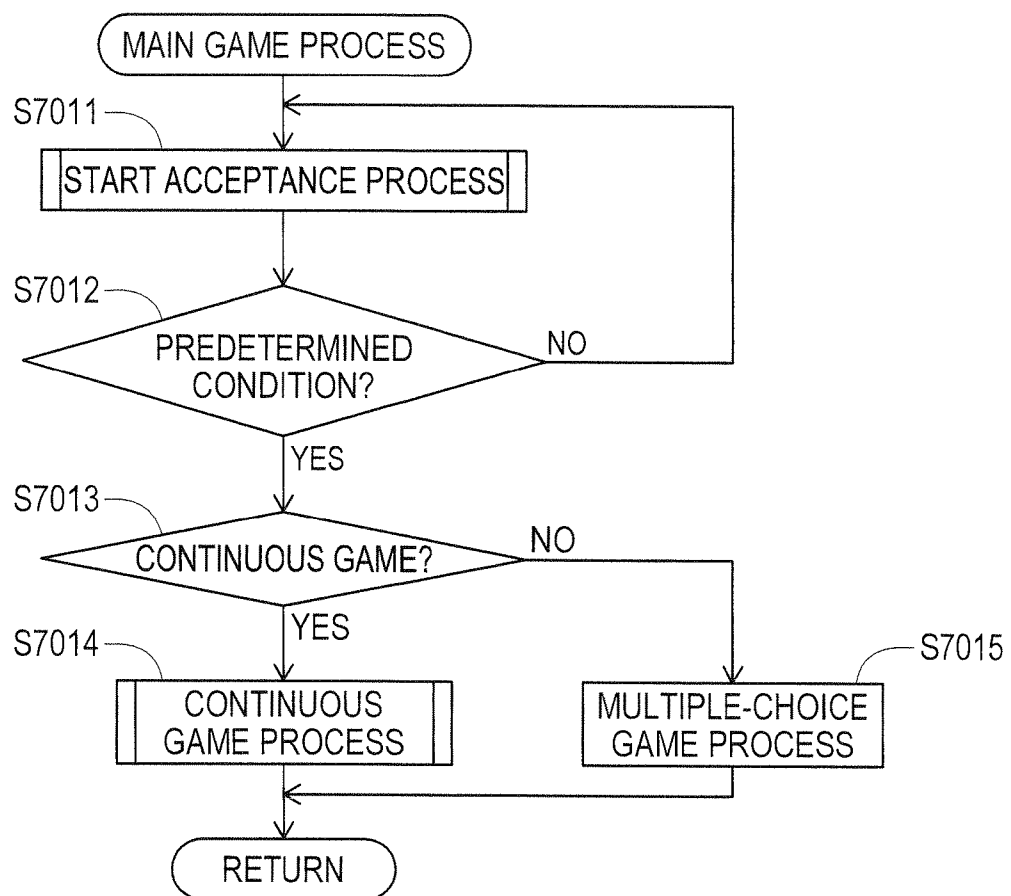 MAIN GAME PROCESS
S7011
START ACCEPTANCE PROCESS
S7012
PREDETERMINED
CONDITION?
NO
YES
S7013
CONTINUOUS GAME?
NO
YES
S7014
CONTINUOUS
GAME PROCESS
S7015
MULTIPLE-CHOICE
GAME PROCESS
RETURN